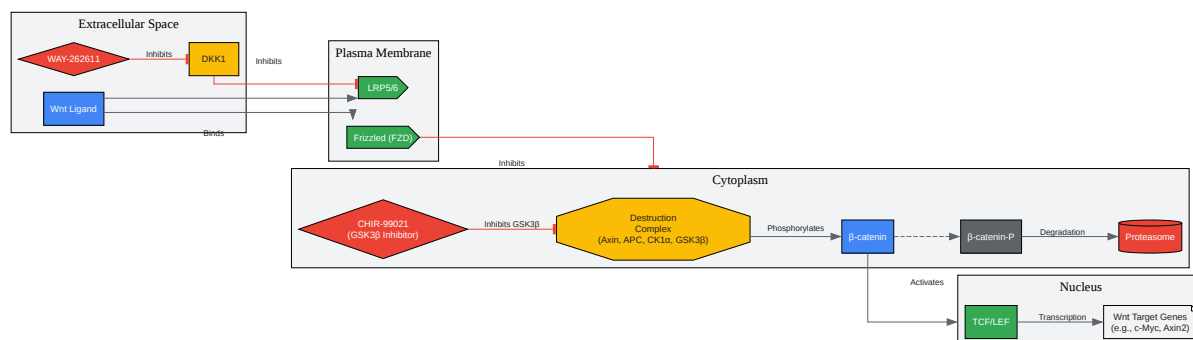 Extracellular Space
WAY-262611
Inhibits
DKK1
Inhibits
Wnt Ligand
Binds
Plasma Membrane
LRP5/6
Frizzled (FZD)
Inhibits
Cytoplasm
CHIR-99021
(GSK3β Inhibitor)
Inhibits GSK3β
Destruction
Complex
(Axin, APC, CK1α, GSK3β)
Phosphorylates
β-catenin
β-catenin-P
Degradation
Proteasome
Activates
Nucleus
TCF/LEF
Transcription
Wnt Target Genes
(e.g., c-Myc, Axin2)